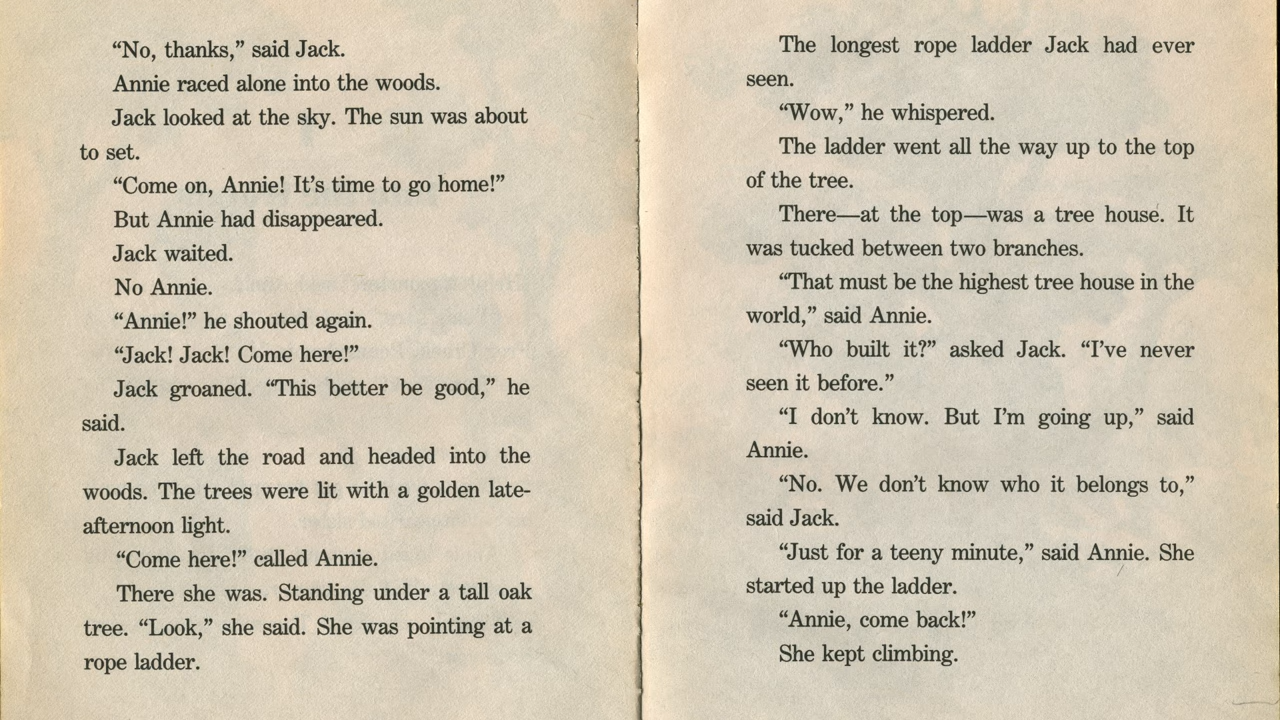 “No, thanks,” said Jack.
Annie raced alone into the woods.
Jack looked at the sky. The sun was about
to set.
“Come on, Annie! It’s time to go home!”
But Annie had disappeared.
Jack waited.
No Annie.
“Annie!” he shouted again.
“Jack! Jack! Come here!”
Jack groaned. “This better be good,” he
said.
Jack left the road and headed into the
woods. The trees were lit with a golden late-
afternoon light.
“Come here!” called Annie.
There she was. Standing under a tall oak
tree. “Look,” she said. She was pointing at a
rope ladder.
The longest rope ladder Jack had ever
seen.
“Wow,” he whispered.
The ladder went all the way up to the top
of the tree.
There—at the top—was a tree house. It
was tucked between two branches.
“That must be the highest tree house in the
world,” said Annie.
“Who built it?” asked Jack. “I’ve never
seen it before.”
“I don’t know. But I’m going up,” said
Annie.
“No. We don’t know who it belongs to,”
said Jack.
“Just for a teeny minute,” said Annie. She
started up the ladder.
“Annie, come back!”
She kept climbing.